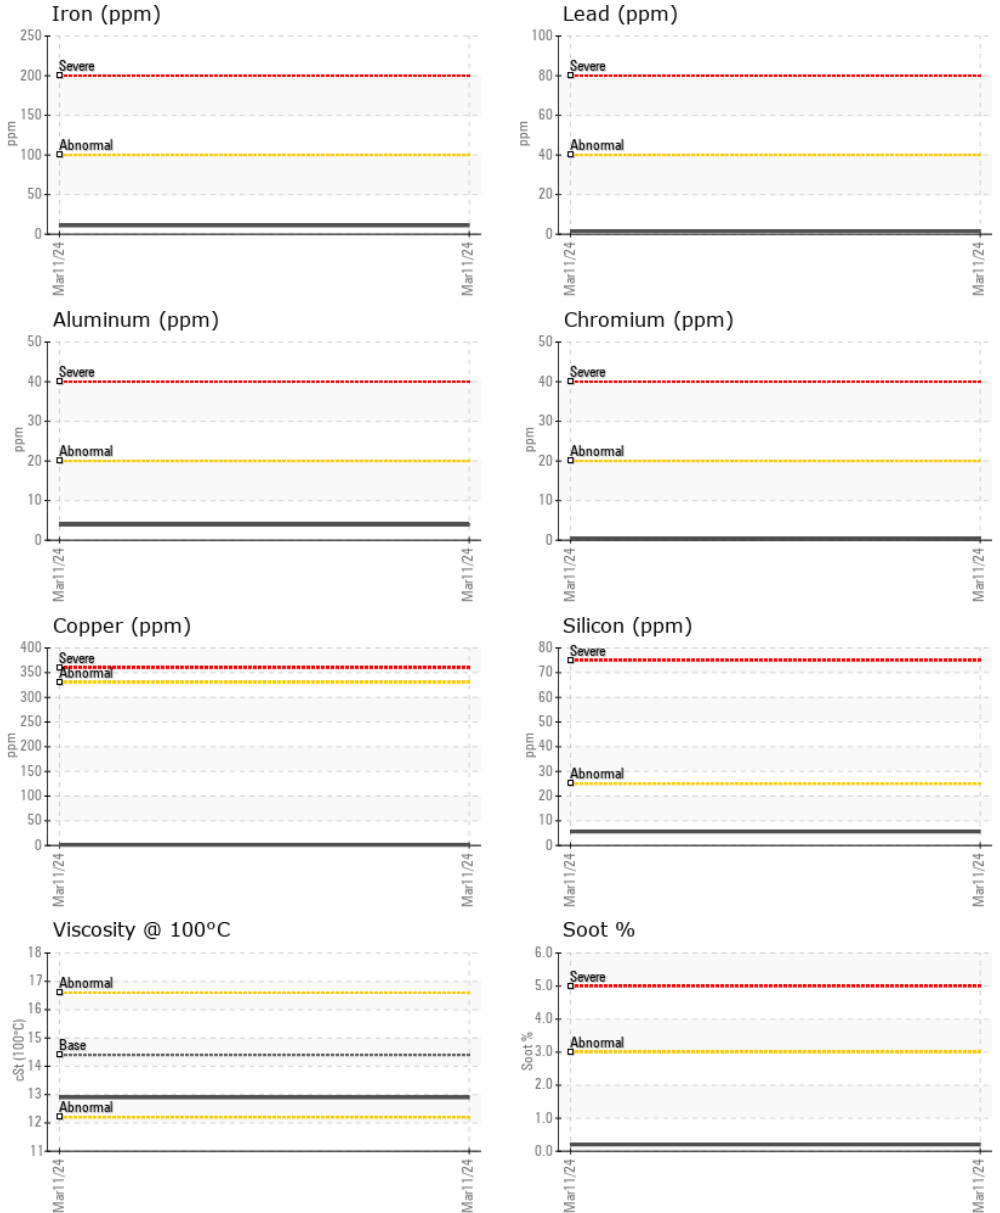 Iron (ppm)
250
200
150
100
50
0
ppm
Severe
Abnormal
Mar11/24
Mar11/24
Lead (ppm)
100
80
60
40
20
0
ppm
Severe
Abnormal
Mar11/24
Mar11/24
Aluminum (ppm)
50
40
30
20
10
0
ppm
Severe
Abnormal
Mar11/24
Mar11/24
Chromium (ppm)
50
40
30
20
10
0
ppm
Severe
Abnormal
Mar11/24
Mar11/24
Copper (ppm)
400
350
300
250
200
150
100
50
0
ppm
Severe
Abnormal
Mar11/24
Mar11/24
Silicon (ppm)
80
70
60
50
40
30
20
10
0
ppm
Severe
Abnormal
Mar11/24
Mar11/24
Viscosity @ 100°C
18
17
16
15
14
13
12
11
cSt (100°C)
Abnormal
Base
Abnormal
Mar11/24
Mar11/24
Soot %
6.0
5.0
4.0
3.0
2.0
1.0
0.0
Soot %
Severe
Abnormal
Mar11/24
Mar11/24